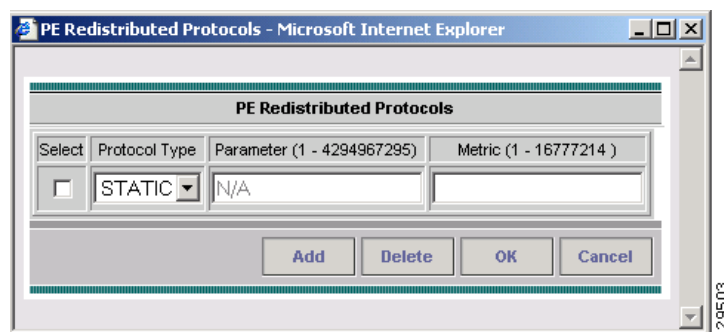 PE Redistributed Protocols - Microsoft Internet Explorer
PE Redistributed Protocols
Select Protocol Type Parameter (1 - 4294967295) Metric (1 - 16777214 )
STATIC N/A
Add Delete OK Cancel